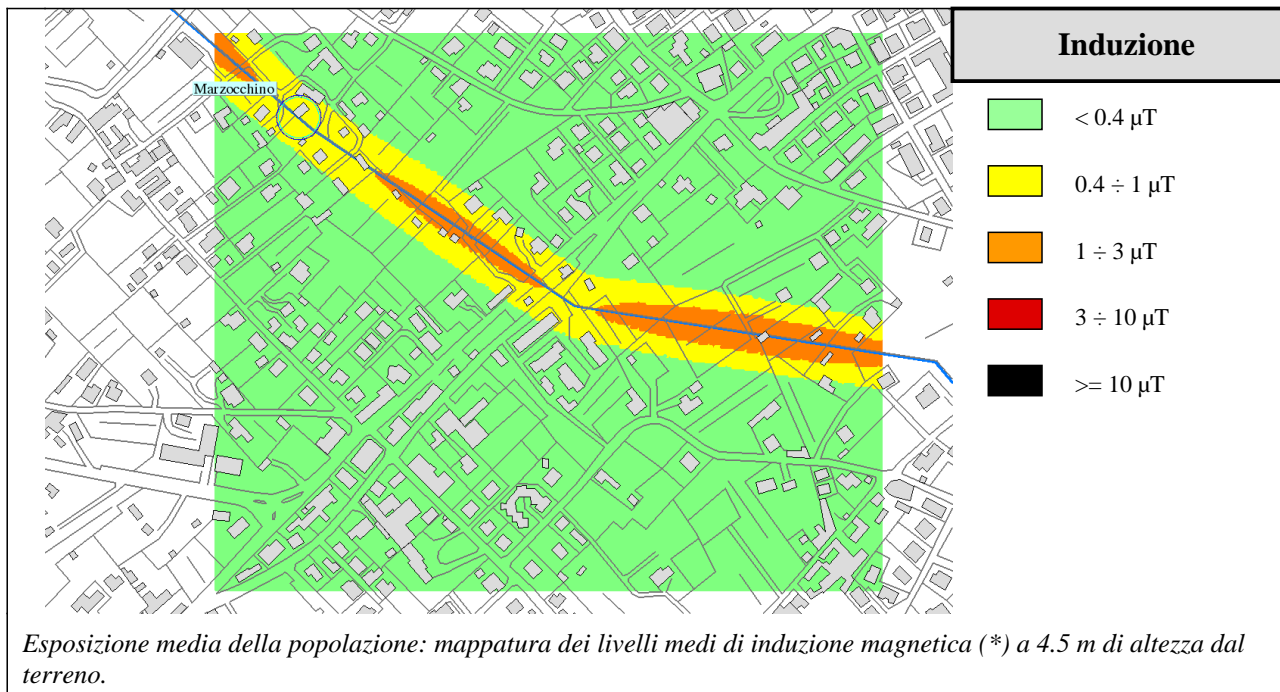 Marzocchino
Induzione
< 0.4 µT
0.4 ÷ 1 µT
1 ÷ 3 µT
3 ÷ 10 µT
>= 10 µT
Esposizione media della popolazione: mappatura dei livelli medi di induzione magnetica (*) a 4.5 m di altezza dal
terreno.